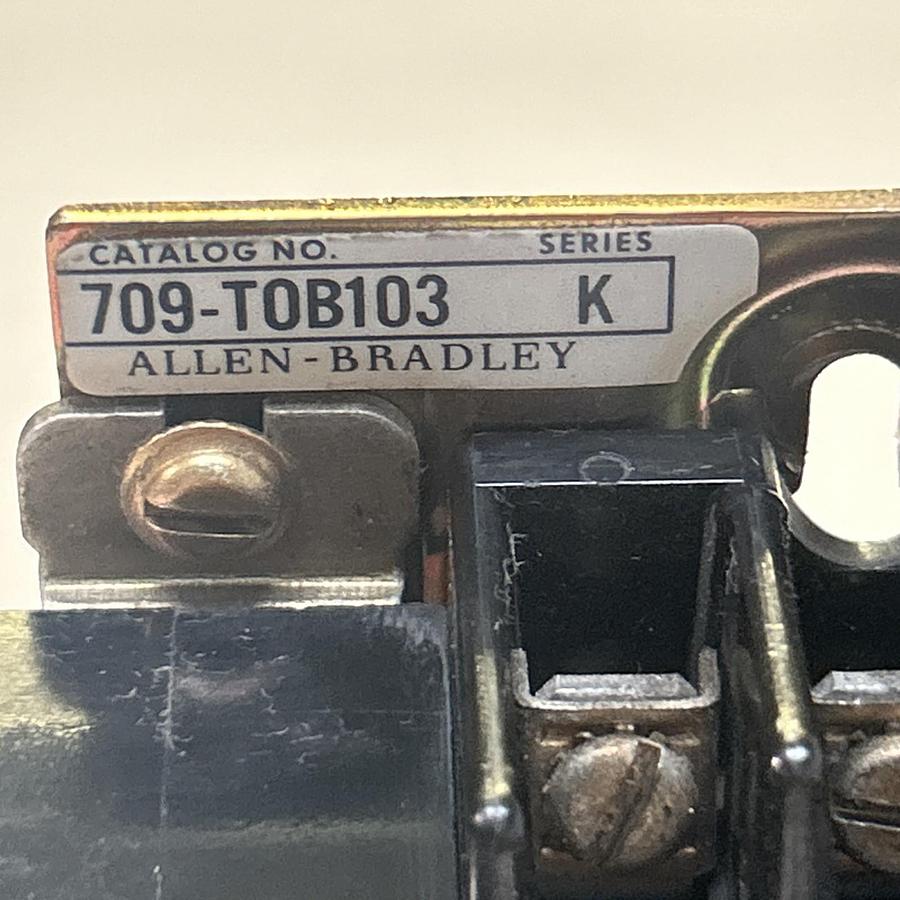 CATALOG NO. SERIES
709-TOB103 K
ALLEN-BRADLEY